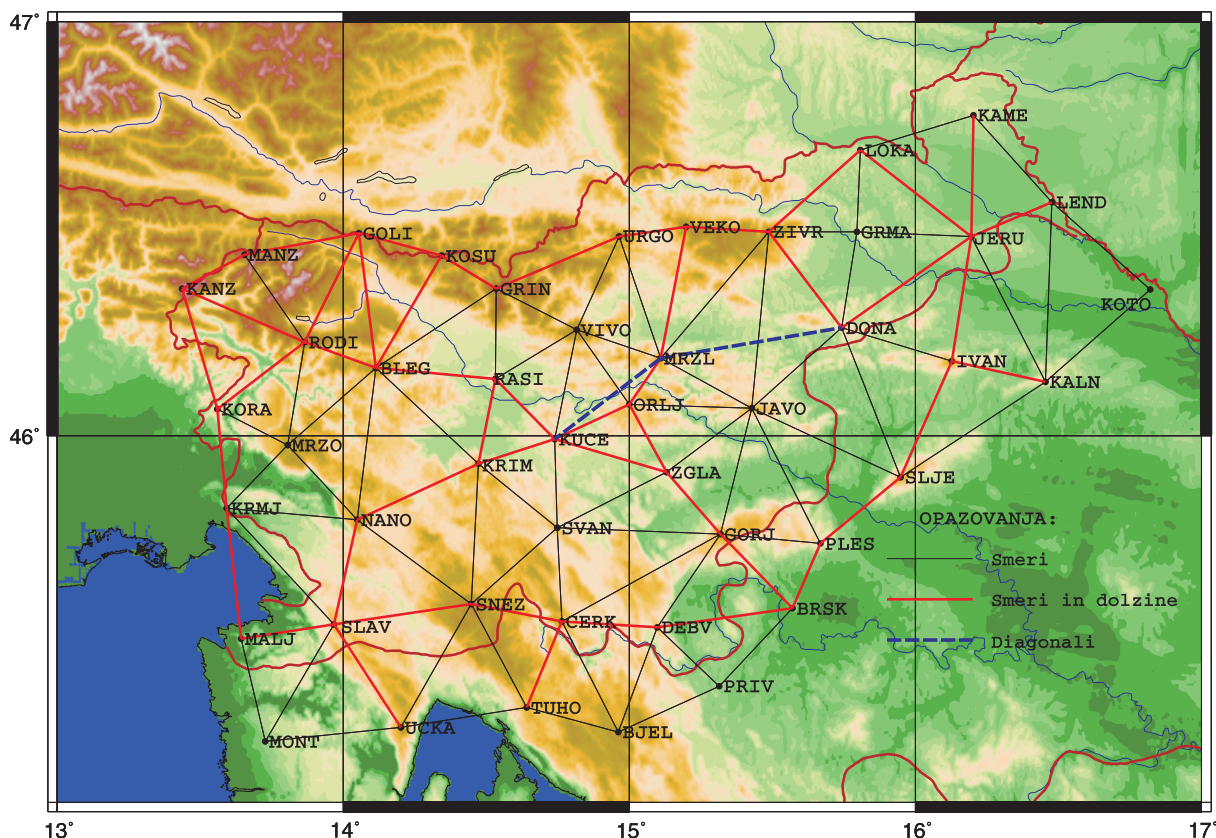 47°
KAME
LOKA
LEND
VEKO
GOLI
URGO
ZIVR
GRMA
JERU
MANZ
KOSU
KANZ
GRIN
KOTO
VIVO
DONA
RODI
MRZL
IVAN
BLEG
RASI
KALN
ORLJ
JAVO
KORA
46°
KUCE
MRZO
KRIM
ZGLA
SLJE
KRMJ
NANO
SVAN
GORJ
PLES
OPAZOVANJA:
Smeri
SNEZ
Smeri in dolzine
BRSK
CERK
DEBV
SLAV
MALJ
Diagonali
PRIV
TUHO
UCKA
BJEL
MONT
13° 14° 15° 16° 17°